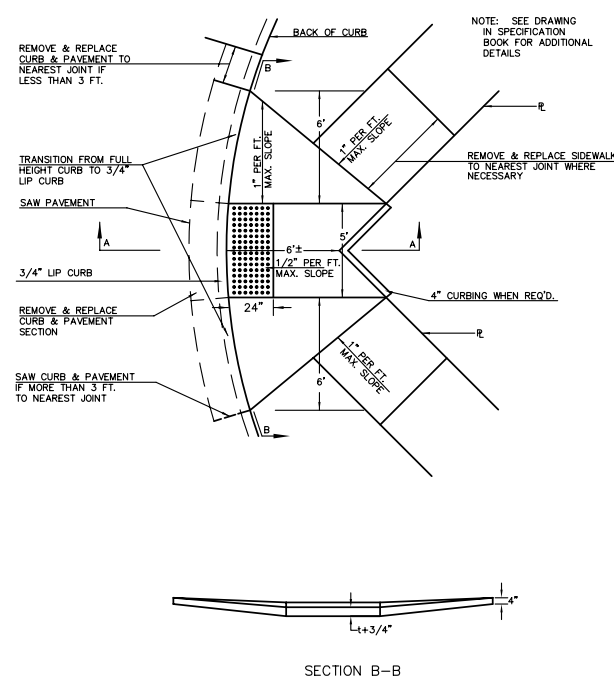 NOTE: SEE DRAWING
IN SPECIFICATION
BOOK FOR ADDITIONAL
DETAILS
BACK OF CURB
REMOVE & REPLACE
CURB & PAVEMENT TO
NEAREST JOINT IF
LESS THAN 3 FT.
B
6'
1" PER FT.
MAX. SLOPE
1" PER FT.
MAX. SLOPE
PL
TRANSITION FROM FULL
HEIGHT CURB TO 3/4"
LIP CURB
REMOVE & REPLACE SIDEWALK
TO NEAREST JOINT WHERE
NECESSARY
SAW PAVEMENT
A
6'±
5'
A
1/2" PER FT.
MAX. SLOPE
3/4" LIP CURB
24"
4" CURBING WHEN REQ'D.
REMOVE & REPLACE
CURB & PAVEMENT
SECTION
PL
1" PER FT.
MAX. SLOPE
6'
SAW CURB & PAVEMENT
IF MORE THAN 3 FT.
TO NEAREST JOINT
B
4"
t+3/4"
SECTION B-B